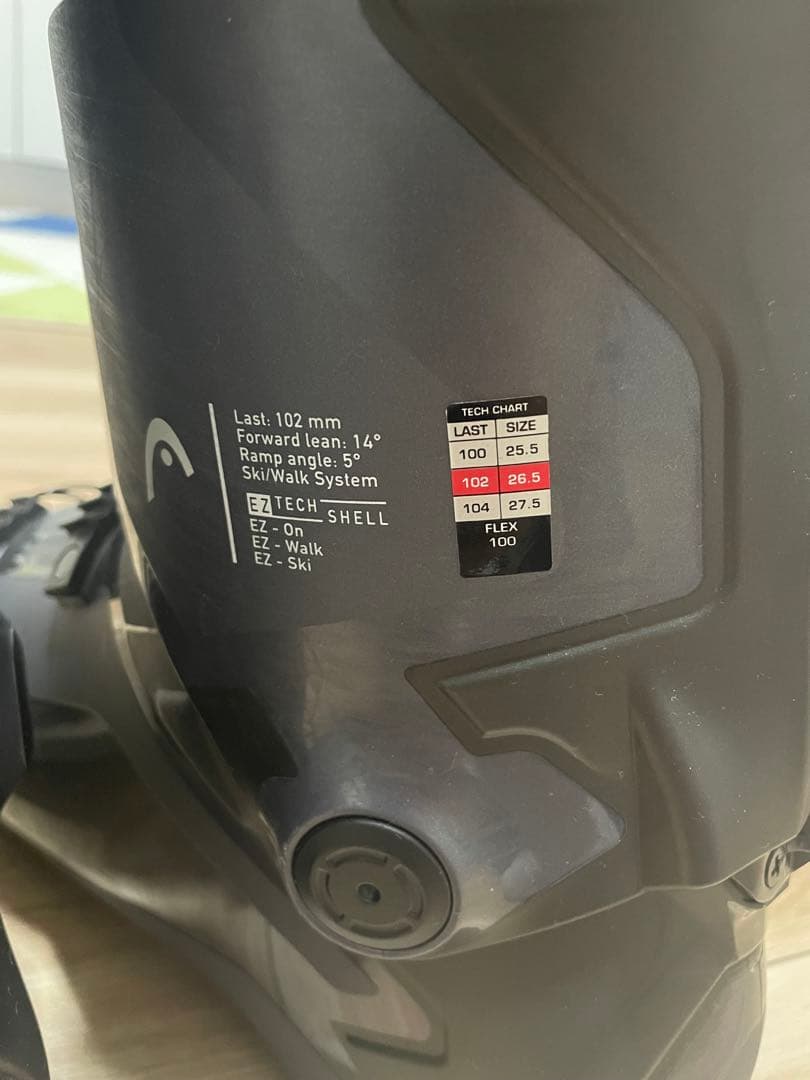 Last: 102 mm
Forward lean: 14°
Ramp angle: 5°
Ski/Walk System
EZ TECH
SHELL
EZ - On
EZ - Walk
EZ - Ski
TECH CHART
LAST SIZE
100 25.5
102 26.5
104 27.5
FLEX
100